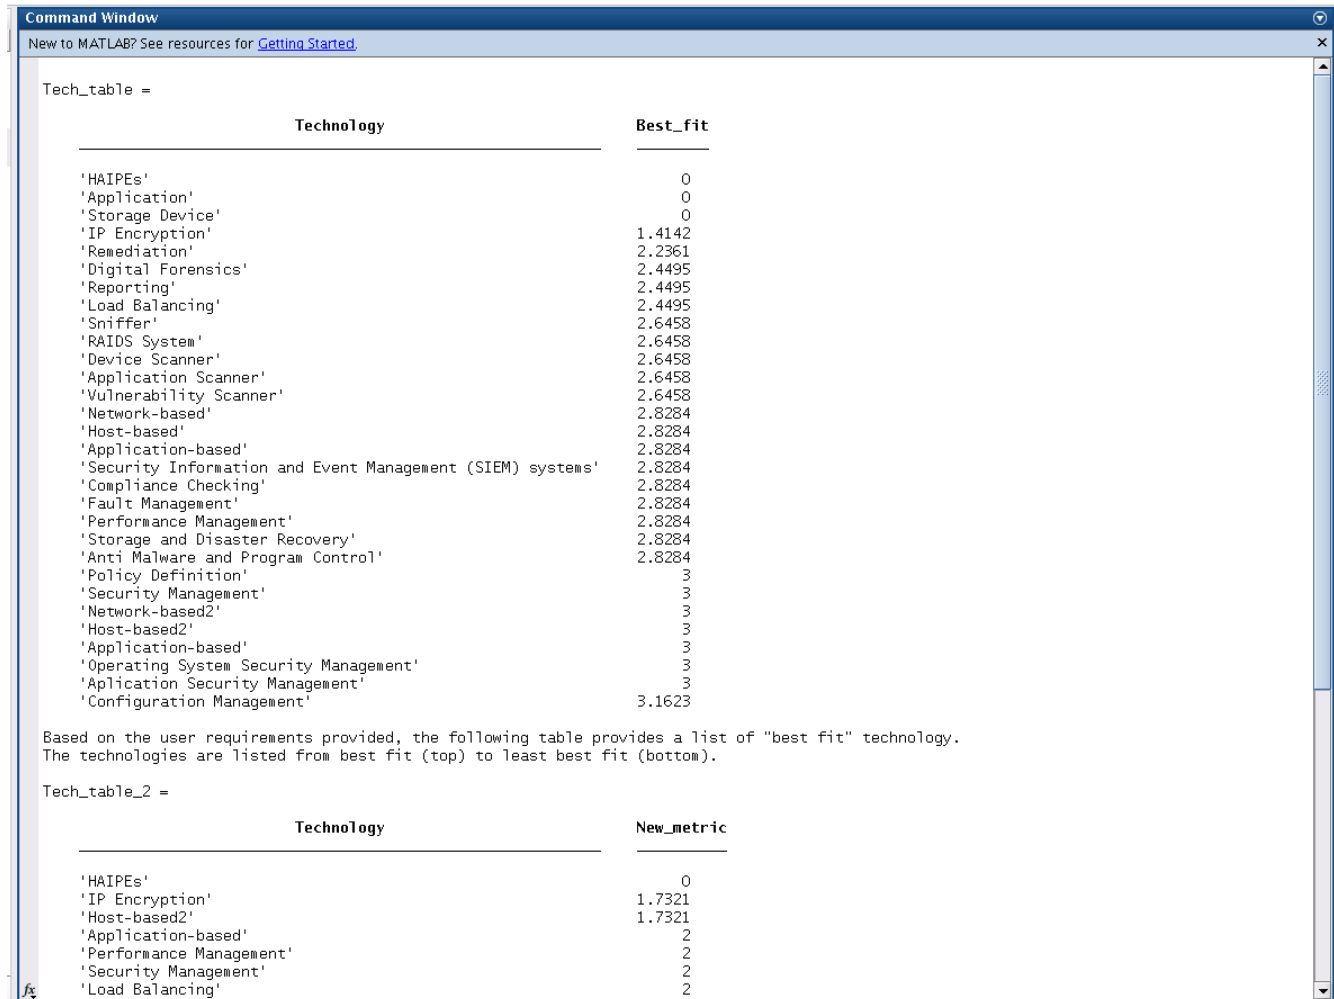 Command Window
New to MATLAB? See resources for Getting Started.
Tech_table =
Technology Best_fit
'HAIPEs' 0
'Application' 0
'Storage Device' 0
'IP Encryption' 1.4142
'Remediation' 2.2361
'Digital Forensics' 2.4495
'Reporting' 2.4495
'Load Balancing' 2.4495
'Sniffer' 2.6458
'RAIDS System' 2.6458
'Device Scanner' 2.6458
'Application Scanner' 2.6458
'Vulnerability Scanner' 2.6458
'Network-based' 2.8284
'Host-based' 2.8284
'Application-based' 2.8284
'Security Information and Event Management (SIEM) systems' 2.8284
'Compliance Checking' 2.8284
'Fault Management' 2.8284
'Performance Management' 2.8284
'Storage and Disaster Recovery' 2.8284
'Anti Malware and Program Control' 2.8284
'Policy Definition' 3
'Security Management' 3
'Network-based2' 3
'Host-based2' 3
'Application-based' 3
'Operating System Security Management' 3
'Aplication Security Management' 3
'Configuration Management' 3.1623
Based on the user requirements provided, the following table provides a list of "best fit" technology.
The technologies are listed from best fit (top) to least best fit (bottom).
Tech_table_2 =
Technology New_metric
'HAIPEs' 0
'IP Encryption' 1.7321
'Host-based2' 1.7321
'Application-based' 2
'Performance Management' 2
'Security Management' 2
fx 'Load Balancing' 2